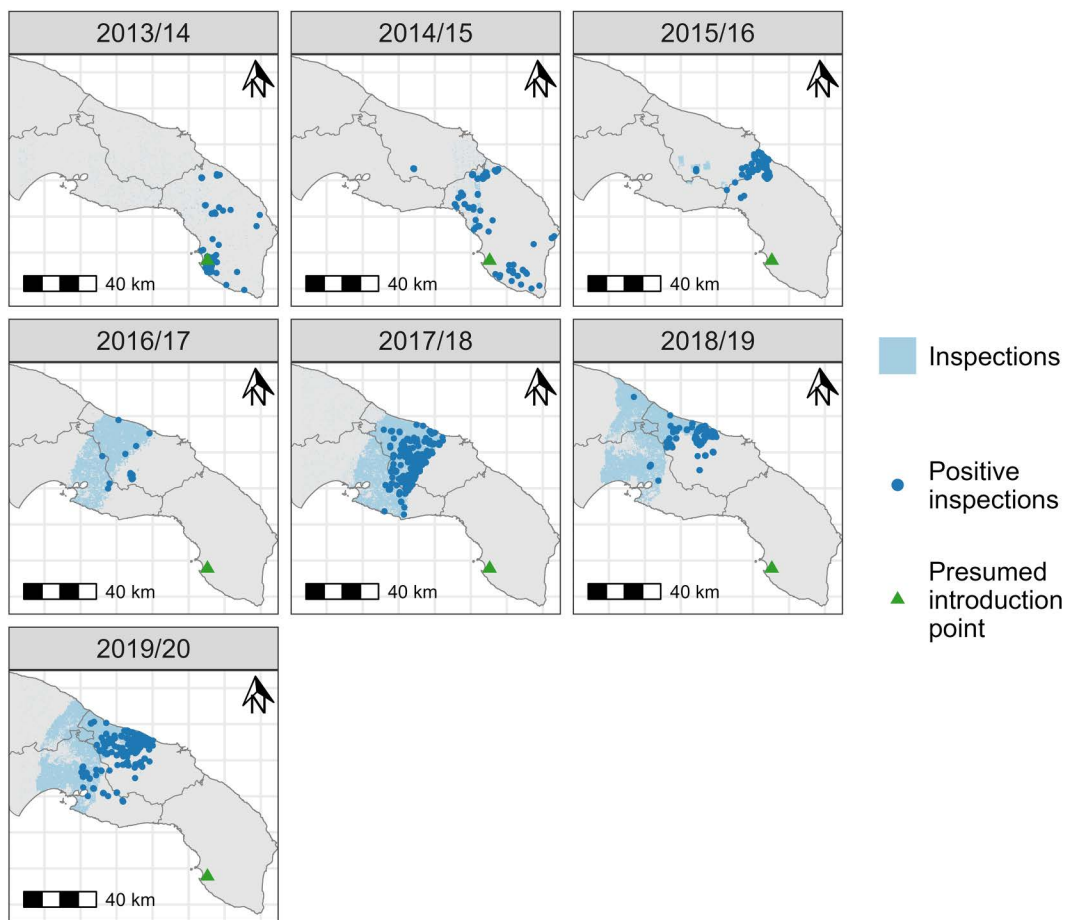 2013/14
2014/15
2015/16
N
N
N
40 km
40 km
40 km
2016/17
2017/18
2018/19
N
N
N
40 km
40 km
40 km
2019/20
N
40 km
Inspections
Positive
inspections
Presumed
introduction
point